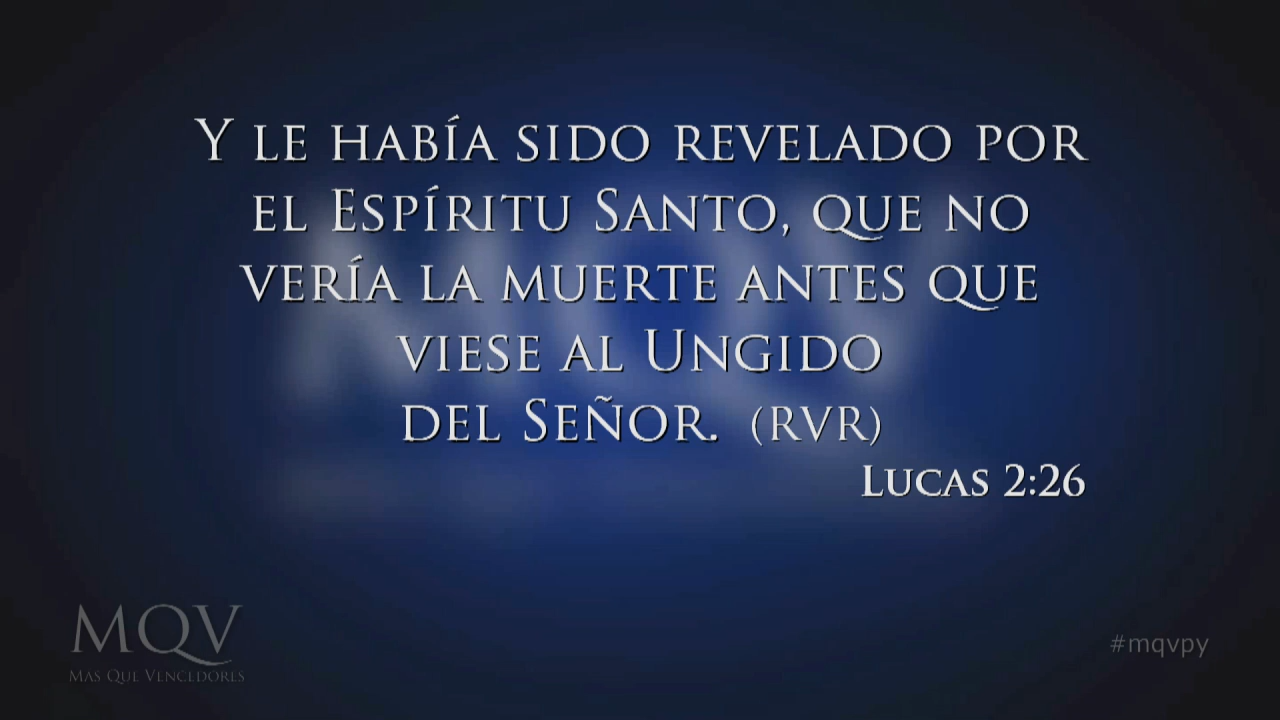 Y LE HABÍA SIDO REVELADO POR
EL ESPÍRITU SANTO, QUE NO
VERÍA LA MUERTE ANTES QUE
VIESE AL UNGIDO
DEL SEÑOR. (RVR)
LUCAS 2:26
MQV
MAS QUE VENCEDORES
#mqvpy